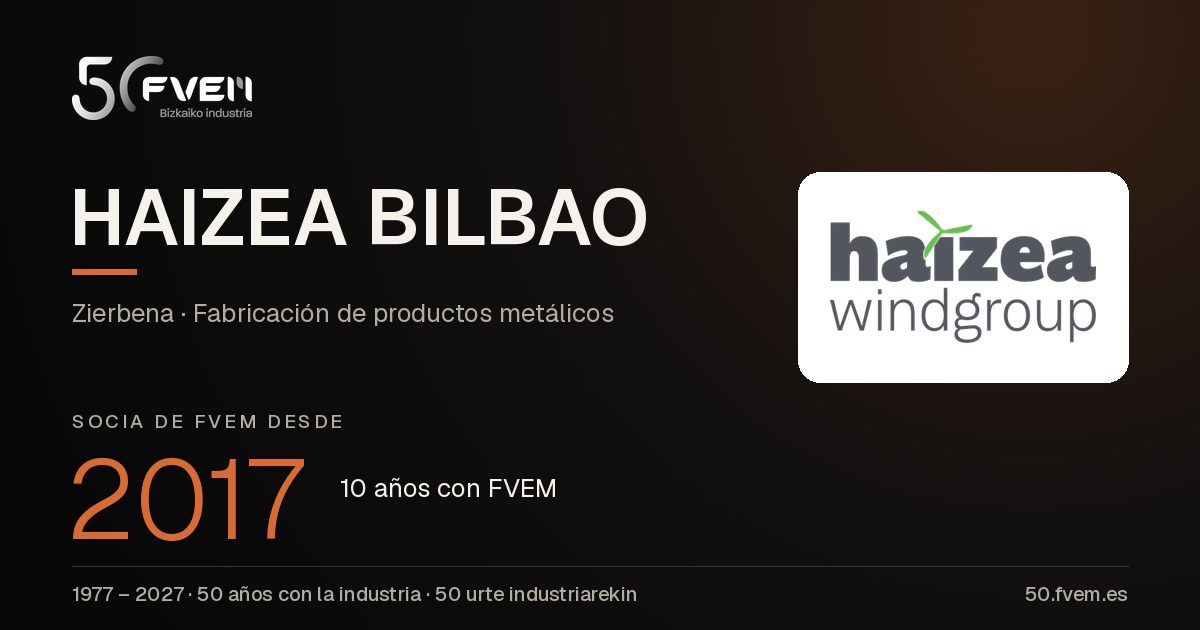 50 FVEM
Bizkaiko industria
HAIZEA BILBAO
haizea
windgroup
Zierbena · Fabricación de productos metálicos
SOCIA DE FVEM DESDE
2017
10 años con FVEM
1977 – 2027 · 50 años con la industria · 50 urte industriarekin
50.fvem.es